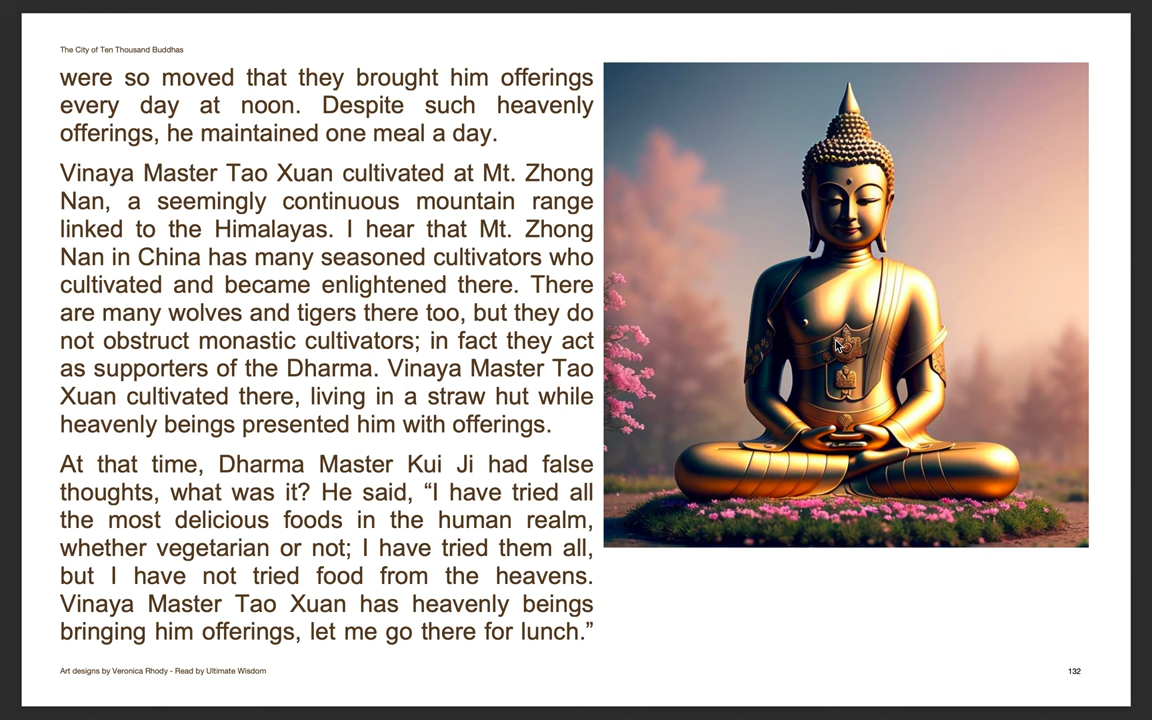 The City of Ten Thousand Buddhas
were so moved that they brought him offerings
every day at noon. Despite such heavenly
offerings, he maintained one meal a day.
Vinaya Master Tao Xuan cultivated at Mt. Zhong
Nan, a seemingly continuous mountain range
linked to the Himalayas. I hear that Mt. Zhong
Nan in China has many seasoned cultivators who
cultivated and became enlightened there. There
are many wolves and tigers there too, but they do
not obstruct monastic cultivators; in fact they act
as supporters of the Dharma. Vinaya Master Tao
Xuan cultivated there, living in a straw hut while
heavenly beings presented him with offerings.
At that time, Dharma Master Kui Ji had false
thoughts, what was it? He said, “I have tried all
the most delicious foods in the human realm,
whether vegetarian or not; I have tried them all,
but I have not tried food from the heavens.
Vinaya Master Tao Xuan has heavenly beings
bringing him offerings, let me go there for lunch.”
Art designs by Veronica Rhody - Read by Ultimate Wisdom
132